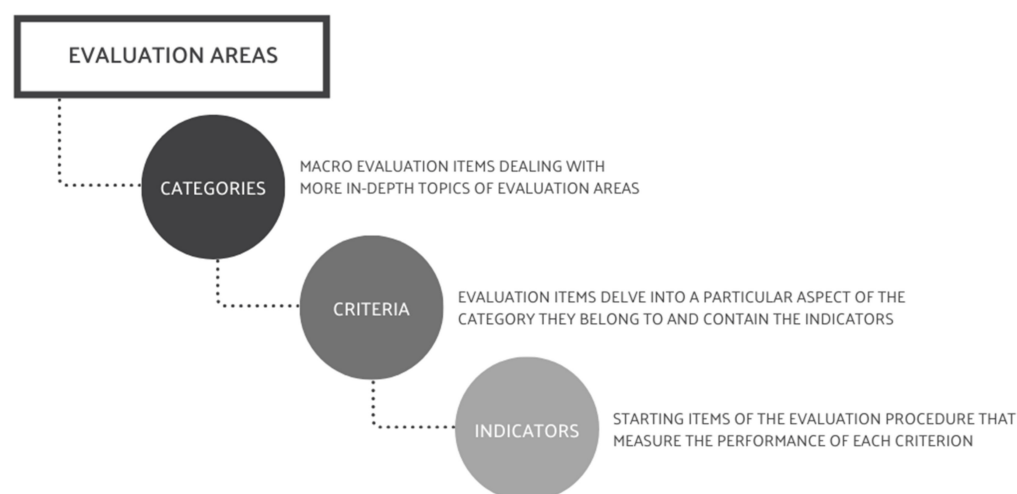 EVALUATION AREAS
CATEGORIES
MACRO EVALUATION ITEMS DEALING WITH
MORE IN-DEPTH TOPICS OF EVALUATION AREAS
CRITERIA
EVALUATION ITEMS DELVE INTO A PARTICULAR ASPECT OF THE
CATEGORY THEY BELONG TO AND CONTAIN THE INDICATORS
INDICATORS
STARTING ITEMS OF THE EVALUATION PROCEDURE THAT
MEASURE THE PERFORMANCE OF EACH CRITERION